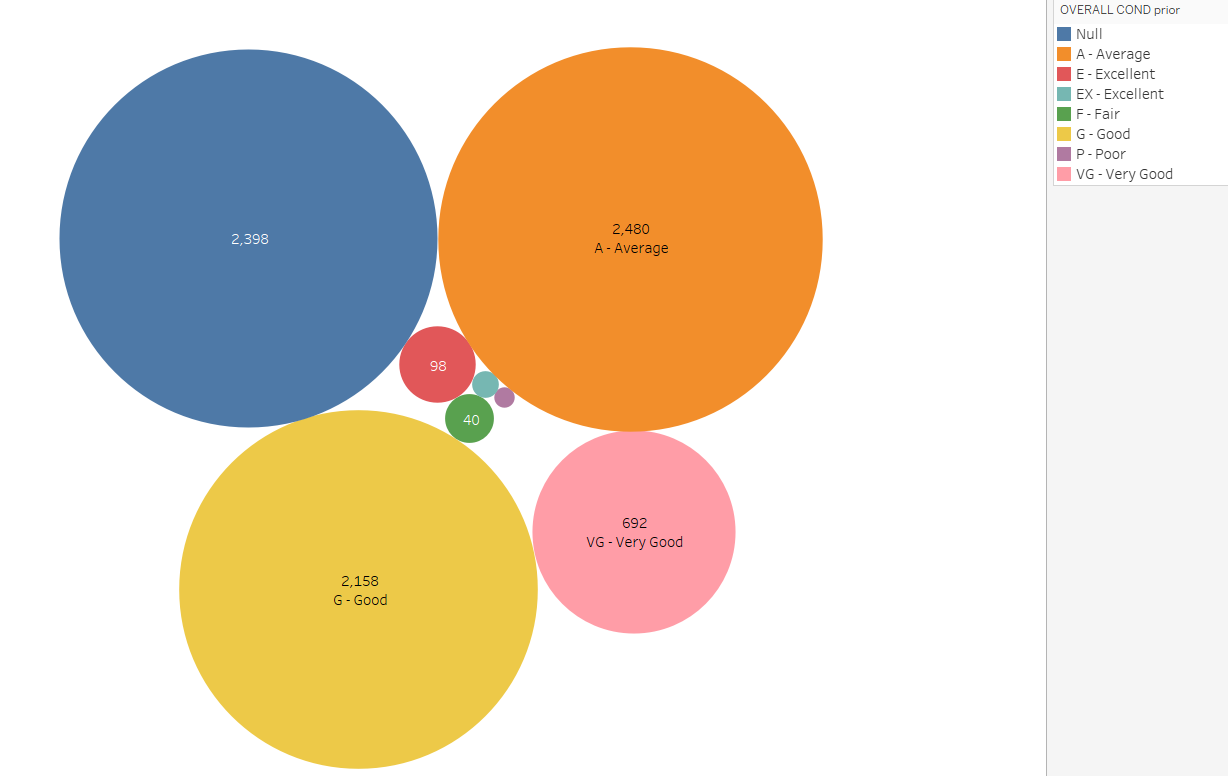 OVERALL COND prior
Null
A - Average
E - Excellent
EX - Excellent
F - Fair
G - Good
P - Poor
VG - Very Good
2,398
2,480
A - Average
98
40
692
VG - Very Good
2,158
G - Good